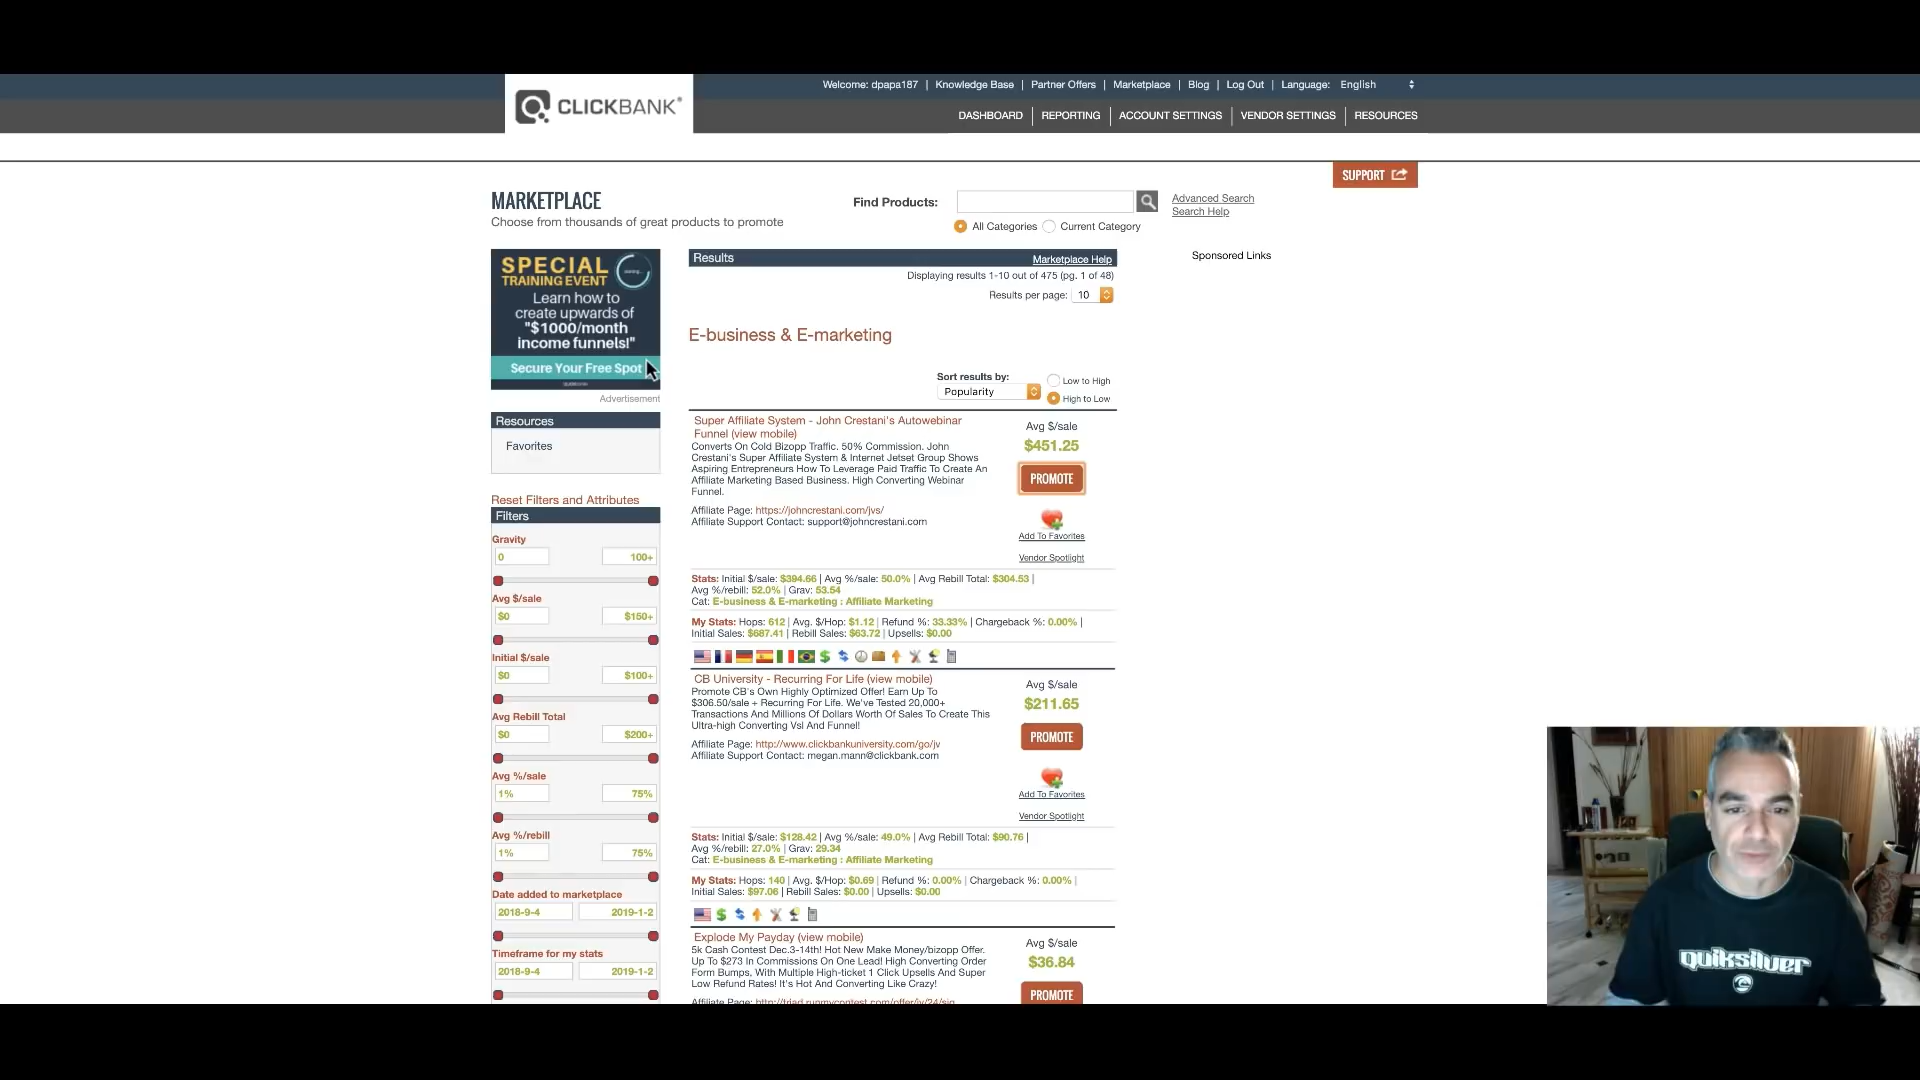 Welcome: dpapa187 | Knowledge Base | Partner Offers | Marketplace | Blog | Log Out | Language: English
CLICKBANK®
DASHBOARD | REPORTING | ACCOUNT SETTINGS | VENDOR SETTINGS | RESOURCES
SUPPORT
MARKETPLACE
Choose from thousands of great products to promote
Find Products:
Advanced Search
Search Help
All Categories Current Category
SPECIAL
TRAINING EVENT
Learn how to
create upwards of
"$1000/month
income funnels!"
Secure Your Free Spot
Advertisement
Resources
Favorites
Reset Filters and Attributes
Filters
Gravity
0 100+
Avg $/sale
$0 $150+
Initial $/sale
$0 $100+
Avg Rebill Total
$0 $200+
Avg %/sale
1% 75%
Avg %/rebill
1% 75%
Date added to marketplace
2018-9-4 2019-1-2
Timeframe for my stats
2018-9-4 2019-1-2
Results Marketplace Help
Displaying results 1-10 out of 475 (pg. 1 of 48)
Results per page: 10
E-business & E-marketing
Sort results by:
Popularity
Low to High
High to Low
Super Affiliate System - John Crestani's Autowebinar
Funnel (view mobile)
Converts On Cold Bizopp Traffic. 50% Commission. John
Crestani's Super Affiliate System & Internet Jetset Group Shows
Aspiring Entrepreneurs How To Leverage Paid Traffic To Create An
Affiliate Marketing Based Business. High Converting Webinar
Funnel.
Affiliate Page: https://johncrestani.com/jvs/
Affiliate Support Contact: support@johncrestani.com
Avg $/sale
$451.25
PROMOTE
Add To Favorites
Vendor Spotlight
Stats: Initial $/sale: $394.66 | Avg %/sale: 50.0% | Avg Rebill Total: $304.53 |
Avg %/rebill: 52.0% | Grav: 53.54
Cat: E-business & E-marketing : Affiliate Marketing
My Stats: Hops: 612 | Avg. $/Hop: $1.12 | Refund %: 33.33% | Chargeback %: 0.00% |
Initial Sales: $687.41 | Rebill Sales: $63.72 | Upsells: $0.00
CB University - Recurring For Life (view mobile)
Promote CB's Own Highly Optimized Offer! Earn Up To
$306.50/sale + Recurring For Life. We've Tested 20,000+
Transactions And Millions Of Dollars Worth Of Sales To Create This
Ultra-high Converting Vsl And Funnel!
Affiliate Page: http://www.clickbankuniversity.com/go/jv
Affiliate Support Contact: megan.mann@clickbank.com
Avg $/sale
$211.65
PROMOTE
Add To Favorites
Vendor Spotlight
Stats: Initial $/sale: $128.42 | Avg %/sale: 49.0% | Avg Rebill Total: $90.76 |
Avg %/rebill: 27.0% | Grav: 29.34
Cat: E-business & E-marketing : Affiliate Marketing
My Stats: Hops: 140 | Avg. $/Hop: $0.69 | Refund %: 0.00% | Chargeback %: 0.00% |
Initial Sales: $97.06 | Rebill Sales: $0.00 | Upsells: $0.00
Explode My Payday (view mobile)
5k Cash Contest Dec.3-14th! Hot New Make Money/bizopp Offer.
Up To $273 In Commissions On One Lead! High Converting Order
Form Bumps, With Multiple High-ticket 1 Click Upsells And Super
Low Refund Rates! It's Hot And Converting Like Crazy!
Affiliate Page: http://triad.runmycontest.com/offer/jv/24/sig
Avg $/sale
$36.84
PROMOTE
Sponsored Links
quiksilver